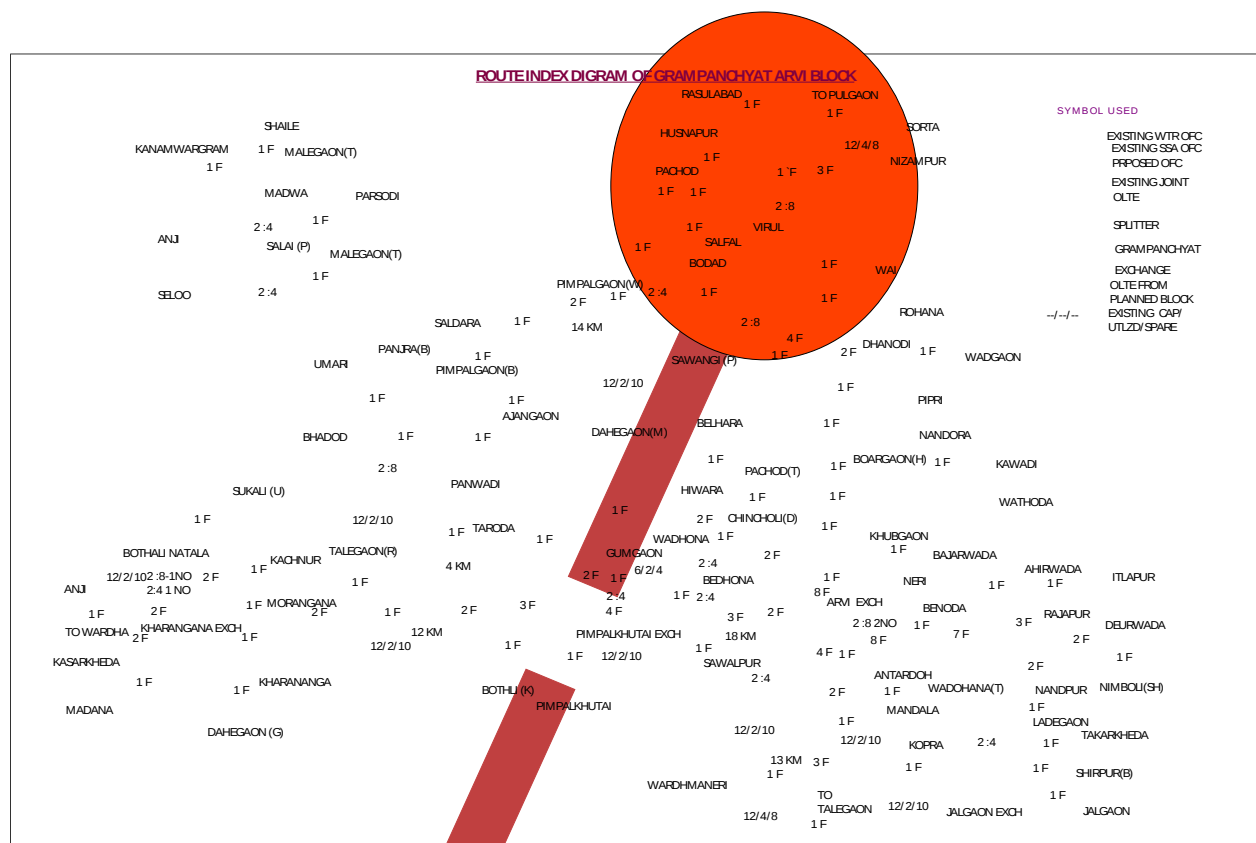 ROUTE INDEX DIGRAM OF GRAM PANCHYAT ARVI BLOCK
RASULABAD
TO PULGAON
1 F
1 F
SYMBOL USED
SHAILE
SORTA
HUSNAPUR
EXISTING WTR OFC
KANAMWARGRAM
1 F
MALEGAON(T)
12/4/8
EXISTING SSA OFC
1 F
1 F
NIZAMPUR
PRPOSED OFC
PACHOD
1 `F
3 F
EXISTING JOINT
MADWA
PARSODI
1 F
1 F
OLTE
2 :8
2 :4
1 F
1 F
VIRUL
SPLITTER
ANJI
SALAI (P)
MALEGAON(T)
1 F
SALFAL
GRAMPANCHYAT
BODAD
1 F
WAI
EXCHANGE
1 F
PIMPALGAON(W)
OLTE FROM
SELOO
2 :4
2 F
1 F
2 :4
1 F
1 F
PLANNED BLOCK
ROHANA
--/--/--
EXISTING CAP/
SALDARA
1 F
14 KM
2 :8
UTLZD/SPARE
4 F
PANJRA(B)
1 F
SAWANGI (P)
1 F
2 F
DHANODI
1 F
WADGAON
UMARI
PIMPALGAON(B)
12/2/10
1 F
1 F
1 F
PIPRI
AJANGAON
BELHARA
1 F
BHADOD
1 F
1 F
DAHEGAON(M)
NANDORA
2 :8
1 F
PACHOD(T)
1 F
BOARGAON(H)
1 F
KAWADI
SUKALI (U)
PANWADI
HIWARA
1 F
1 F
WATHODA
1 F
12/2/10
1 F
2 F
CHINCHOLI(D)
1 F
1 F
TARODA
1 F
WADHONA
1 F
KHUBGAON
BOTHALI NATALA
KACHNUR
TALEGAON(R)
GUMGAON
2 F
1 F
BAJARWADA
12/2/10
2 :8-1NO
2 F
1 F
4 KM
2 F
1 F
6/2/4
2 :4
AHIRWADA
ITLAPUR
ANJI
2:4 1 NO
1 F
BEDHONA
1 F
NERI
1 F
1 F
2 :4
1 F
2 :4
8 F
1 F
2 F
1 F
MORANGANA
2 F
1 F
2 F
3 F
4 F
3 F
2 F
ARVI EXCH
BENODA
RAJAPUR
TO WARDHA
KHARANGANA EXCH
12 KM
PIMPALKHUTAI EXCH
18 KM
2 :8 2NO
1 F
7 F
3 F
DEURWADA
2 F
1 F
12/2/10
1 F
1 F
8 F
2 F
KASARKHEDA
1 F
12/2/10
SAWALPUR
4 F
1 F
2 F
1 F
1 F
1 F
KHARANANGA
BOTHLI (K)
2 :4
2 F
ANTARDOH
1 F
WADOHANA(T)
NANDPUR
NIMBOLI(SH)
MADANA
PIMPALKHUTAI
MANDALA
1 F
DAHEGAON (G)
12/2/10
1 F
LADEGAON
12/2/10
KOPRA
2 :4
1 F
TAKARKHEDA
13 KM
3 F
1 F
1 F
1 F
SHIRPUR(B)
WARDHMANERI
TO
TALEGAON
1 F
12/4/8
12/2/10
JALGAON EXCH
JALGAON
1 F